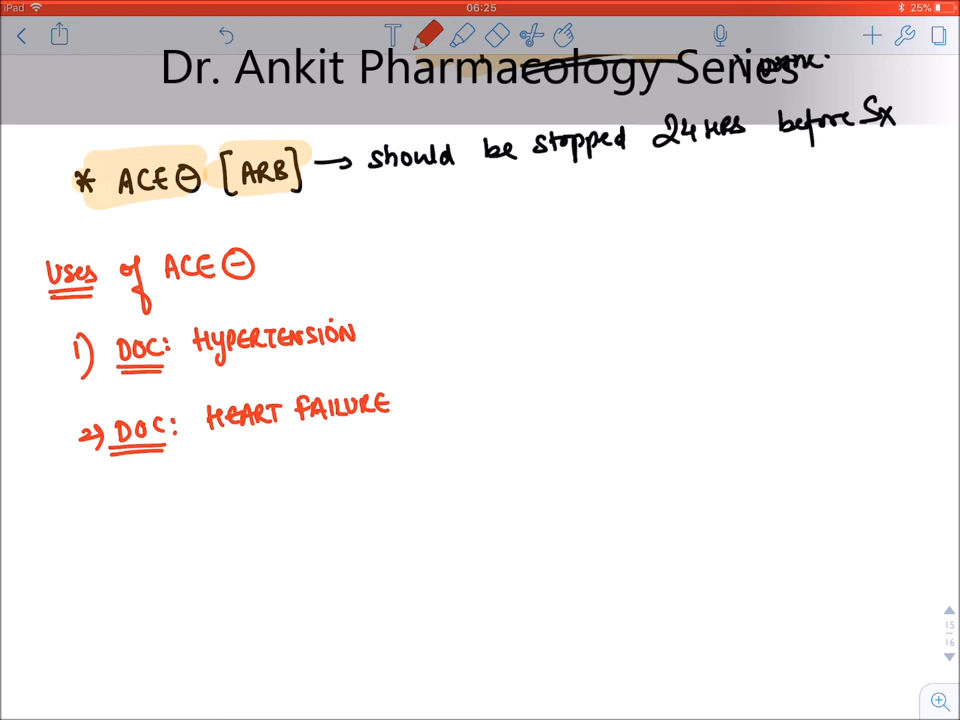 iPad 06:25 25%
Dr. Ankit Pharmacology Series
* ACE ⊖ [ARB] → should be stopped 24 HRS before Sx
Uses of ACE ⊖
1) DOC: HYPERTENSION
2) DOC: HEART FAILURE
15
16